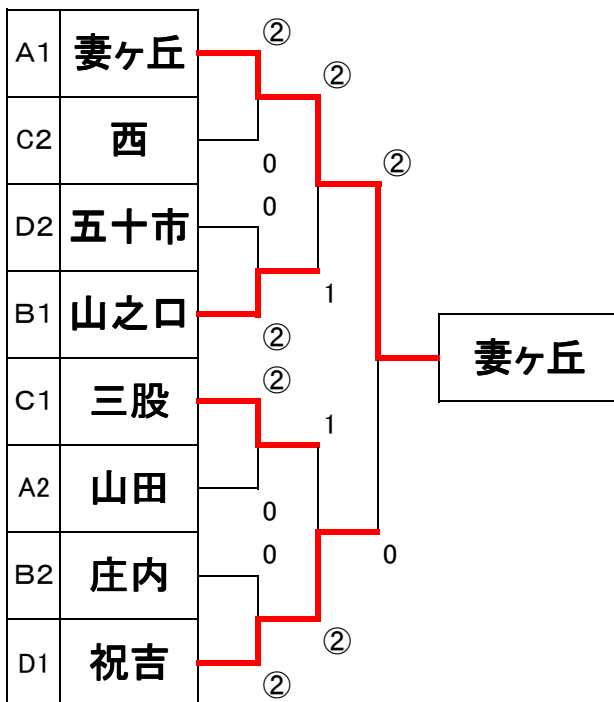 A1 妻ヶ丘 ②
②
C2 西 0
②
D2 五十市 0
B1 山之口 ②
1
妻ヶ丘
C1 三股 ②
1
A2 山田 0
B2 庄内 0
0
D1 祝吉 ②
②